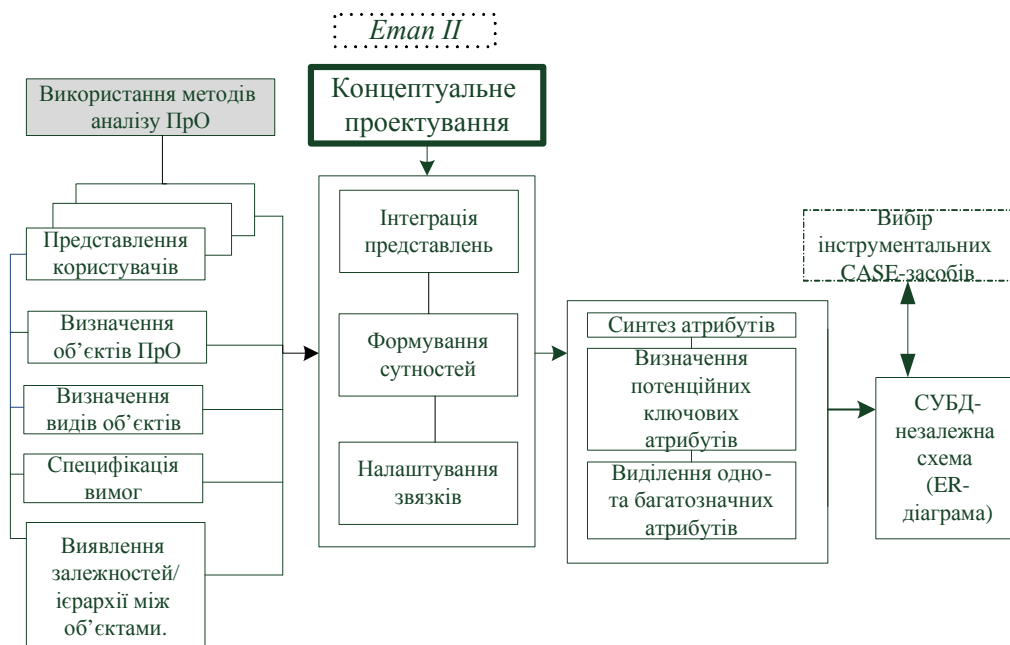 Етап II
Концептуальне
проектування
Використання методів
аналізу ПрО
Представлення
користувачів
Визначення
об’єктів ПрО
Визначення
видів об’єктів
Специфікація
вимог
Виявлення
залежностей/
ієрархії між
об’єктами.
Інтеграція
представлень
Формування
сутностей
Налаштування
звязків
Синтез атрибутів
Визначення
потенційних
ключових
атрибутів
Виділення одно-
та багатозначних
атрибутів
Вибір
інструментальних
CASE-засобів
СУБД-
незалежна
схема
(ER-
діаграма)